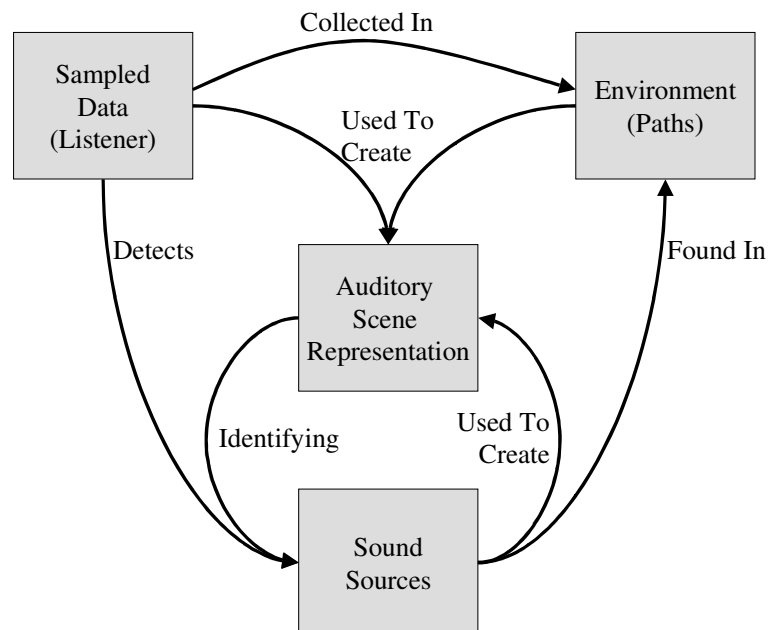 Collected In
Sampled
Data
(Listener)
Environment
(Paths)
Used To
Create
Detects
Found In
Auditory
Scene
Representation
Identifying
Used To
Create
Sound
Sources